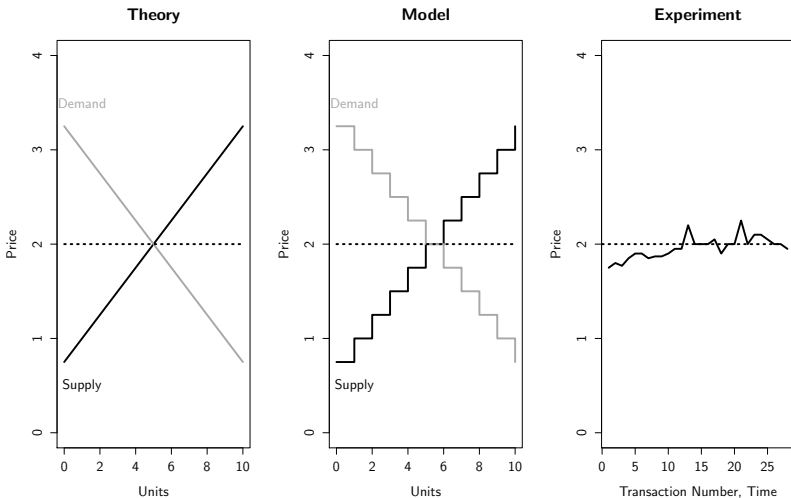 Theory
Price
4
3
2
1
0
Demand
Supply
0 2 4 6 8 10
Units
Model
Price
4
3
2
1
0
Demand
Supply
0 2 4 6 8 10
Units
Experiment
Price
4
3
2
1
0
0 5 10 15 20 25
Transaction Number, Time